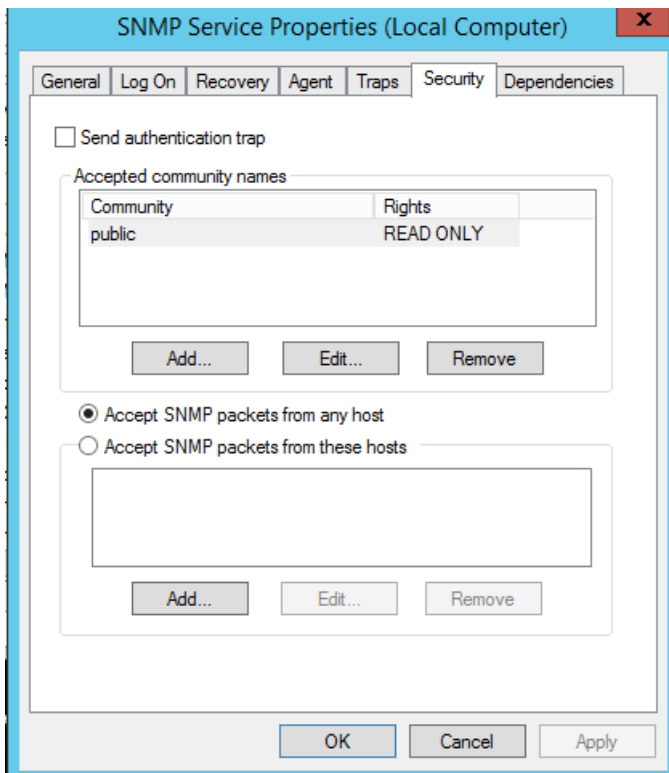 SNMP Service Properties (Local Computer)
x
General Log On Recovery Agent Traps Security Dependencies
Send authentication trap
Accepted community names
Community Rights
public READ ONLY
Add... Edit... Remove
Accept SNMP packets from any host
Accept SNMP packets from these hosts
Add... Edit... Remove
OK Cancel Apply